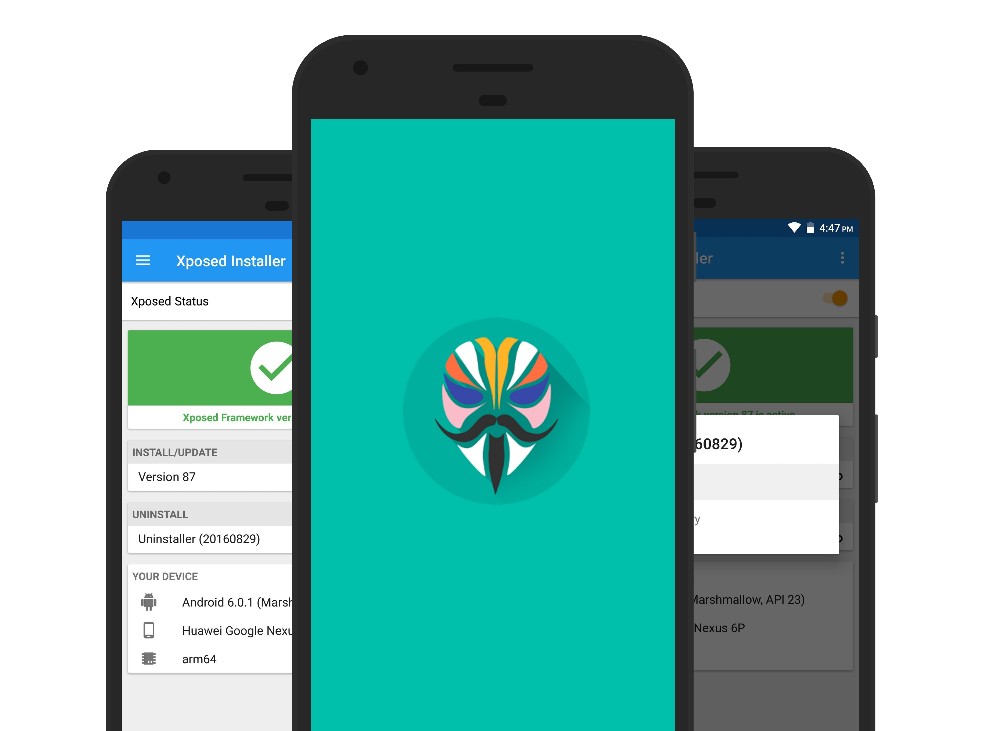 Xposed Installer
Xposed Status
Xposed Framework ver
INSTALL/UPDATE
Version 87
UNINSTALL
Uninstaller (20160829)
YOUR DEVICE
Android 6.0.1 (Marsh
Huawei Google Nexu
arm64
4:47 PM
ller
version 87 is active
60829)
ry
Marshmallow, API 23)
Nexus 6P